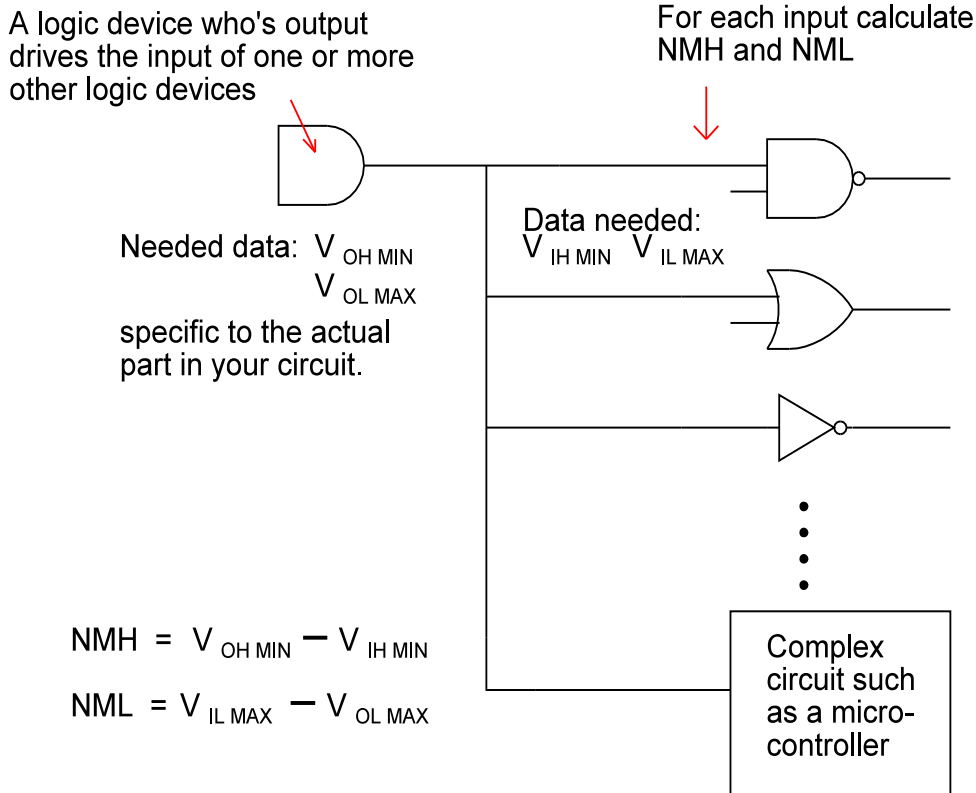 A logic device who's output
drives the input of one or more
other logic devices
For each input calculate
NMH and NML
Needed data: V OH MIN
V OL MAX
specific to the actual
part in your circuit.
Data needed:
V IH MIN V IL MAX
NMH = V OH MIN − V IH MIN
NML = V IL MAX − V OL MAX
Complex
circuit such
as a micro-
controller